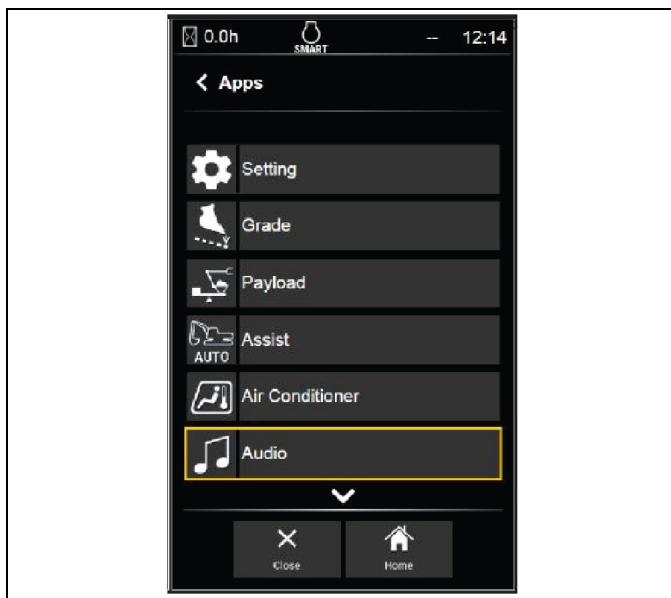 0.0h SMART -- 12:14
Apps
Setting
Grade
Payload
AUTO Assist
Air Conditioner
Audio
Close Home